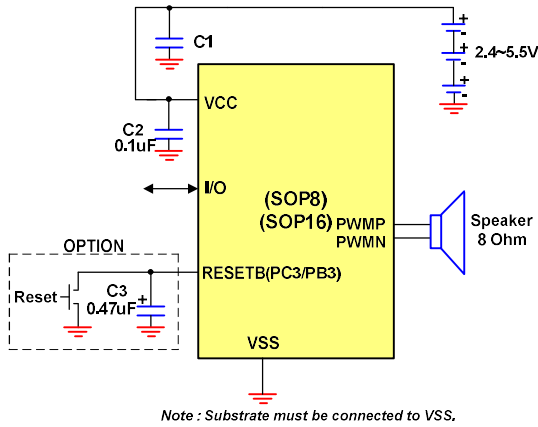 C1
+
-
+
-
+
-
2.4~5.5V
VCC
C2
0.1uF
I/O
(SOP8)
(SOP16)
PWMP
PWMN
Speaker
8 Ohm
OPTION
RESETB(PC3/PB3)
Reset
C3
+
0.47uF
VSS
Note : Substrate must be connected to VSS.